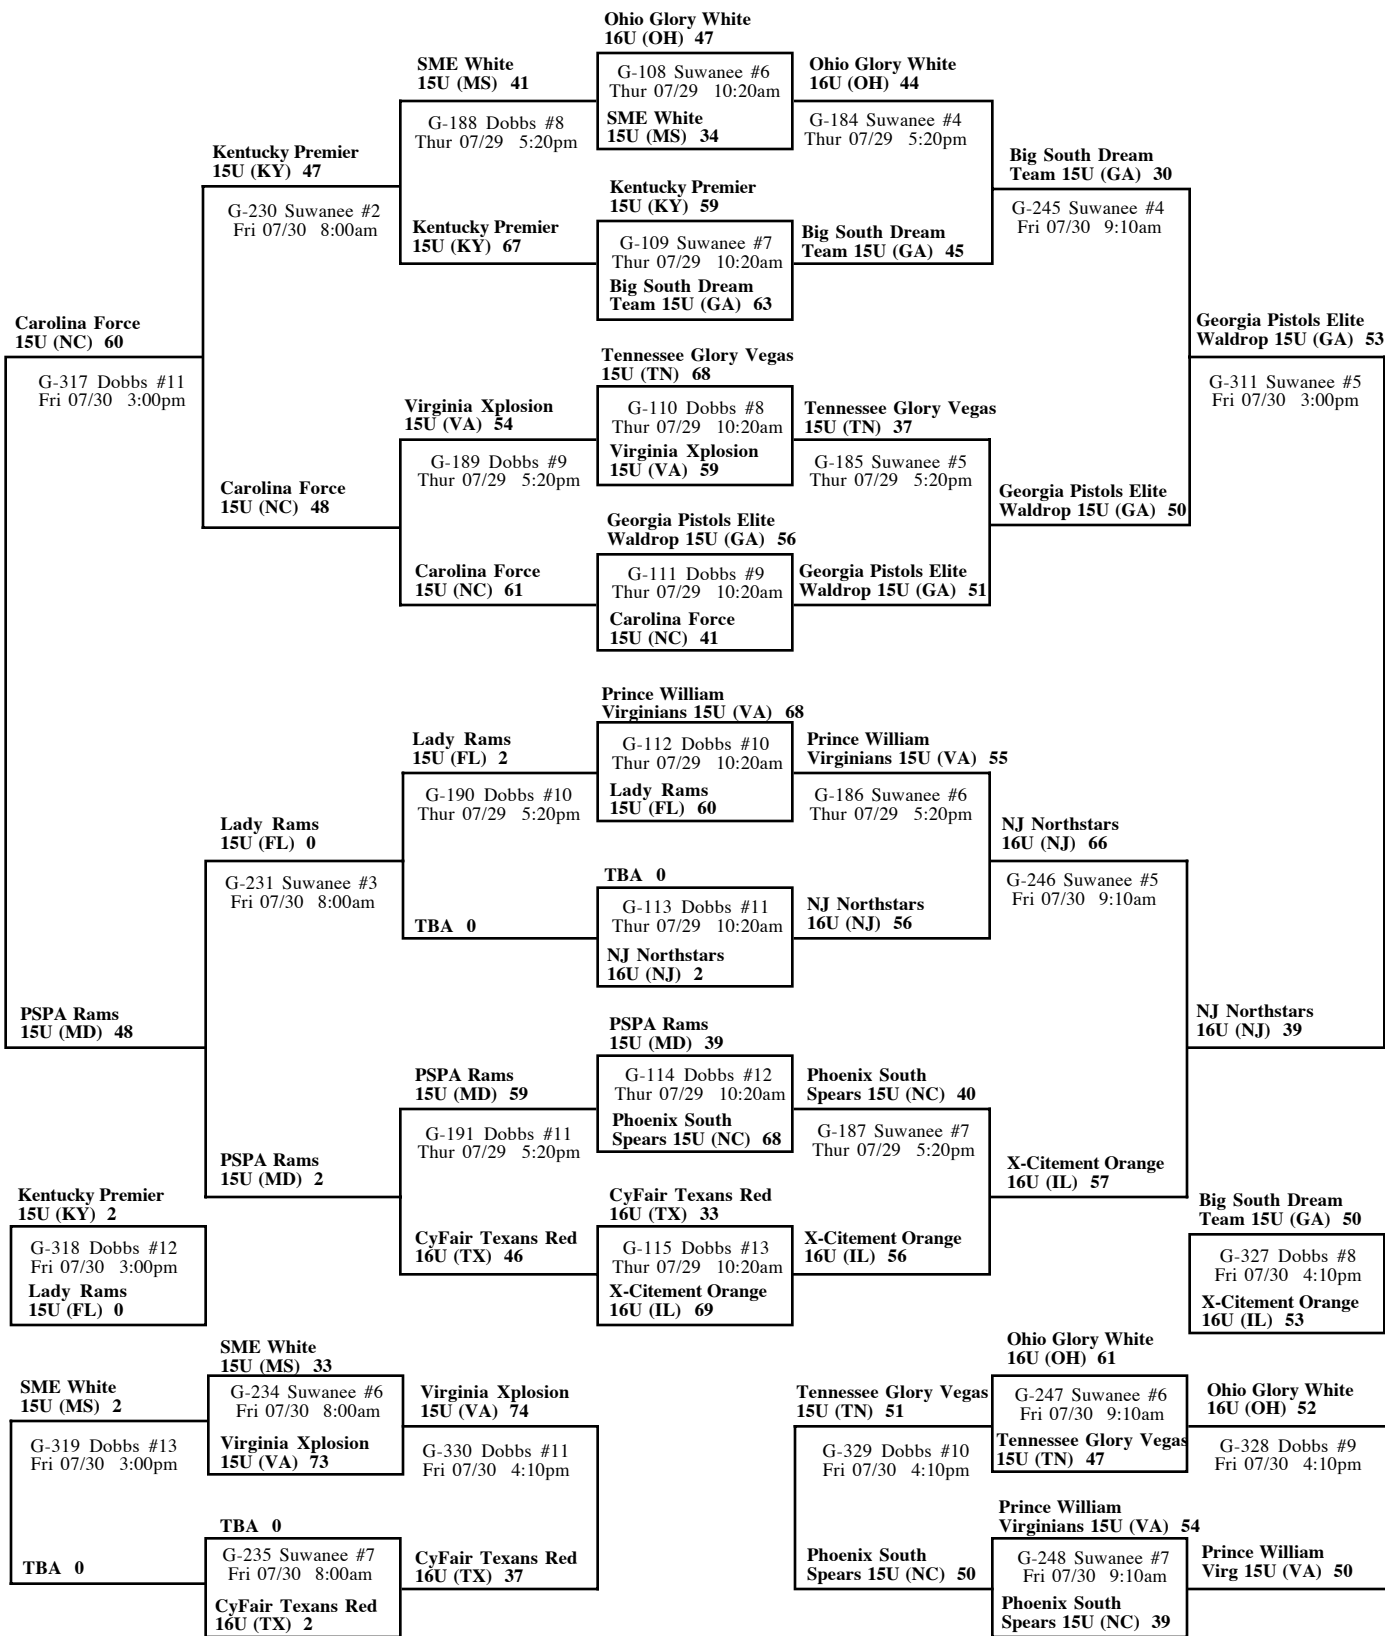 Ohio Glory White
16U (OH) 47
G-108 Suwanee #6
Thur 07/29 10:20am
SME White
15U (MS) 34
Kentucky Premier
15U (KY) 59
G-109 Suwanee #7
Thur 07/29 10:20am
Big South Dream
Team 15U (GA) 63
Tennessee Glory Vegas
15U (TN) 68
G-110 Dobbs #8
Thur 07/29 10:20am
Virginia Xplosion
15U (VA) 59
Georgia Pistols Elite
Waldrop 15U (GA) 56
G-111 Dobbs #9
Thur 07/29 10:20am
Carolina Force
15U (NC) 41
Prince William
Virginians 15U (VA) 68
G-112 Dobbs #10
Thur 07/29 10:20am
Lady Rams
15U (FL) 60
TBA 0
G-113 Dobbs #11
Thur 07/29 10:20am
NJ Northstars
16U (NJ) 2
PSPA Rams
15U (MD) 39
G-114 Dobbs #12
Thur 07/29 10:20am
Phoenix South
Spears 15U (NC) 68
CyFair Texans Red
16U (TX) 33
G-115 Dobbs #13
Thur 07/29 10:20am
X-Citement Orange
16U (IL) 69
SME White
15U (MS) 41
G-188 Dobbs #8
Thur 07/29 5:20pm
Kentucky Premier
15U (KY) 67
Virginia Xplosion
15U (VA) 54
G-189 Dobbs #9
Thur 07/29 5:20pm
Carolina Force
15U (NC) 61
Lady Rams
15U (FL) 2
G-190 Dobbs #10
Thur 07/29 5:20pm
TBA 0
PSPA Rams
15U (MD) 59
G-191 Dobbs #11
Thur 07/29 5:20pm
CyFair Texans Red
16U (TX) 46
Kentucky Premier
15U (KY) 47
G-230 Suwanee #2
Fri 07/30 8:00am
Carolina Force
15U (NC) 48
Lady Rams
15U (FL) 0
G-231 Suwanee #3
Fri 07/30 8:00am
PSPA Rams
15U (MD) 2
Carolina Force
15U (NC) 60
G-317 Dobbs #11
Fri 07/30 3:00pm
PSPA Rams
15U (MD) 48
Ohio Glory White
16U (OH) 44
G-184 Suwanee #4
Thur 07/29 5:20pm
Big South Dream
Team 15U (GA) 45
Tennessee Glory Vegas
15U (TN) 37
G-185 Suwanee #5
Thur 07/29 5:20pm
Georgia Pistols Elite
Waldrop 15U (GA) 51
Prince William
Virginians 15U (VA) 55
G-186 Suwanee #6
Thur 07/29 5:20pm
NJ Northstars
16U (NJ) 56
Phoenix South
Spears 15U (NC) 40
G-187 Suwanee #7
Thur 07/29 5:20pm
X-Citement Orange
16U (IL) 56
Big South Dream
Team 15U (GA) 30
G-245 Suwanee #4
Fri 07/30 9:10am
Georgia Pistols Elite
Waldrop 15U (GA) 50
NJ Northstars
16U (NJ) 66
G-246 Suwanee #5
Fri 07/30 9:10am
X-Citement Orange
16U (IL) 57
Georgia Pistols Elite
Waldrop 15U (GA) 53
G-311 Suwanee #5
Fri 07/30 3:00pm
NJ Northstars
16U (NJ) 39
Kentucky Premier
15U (KY) 2
G-318 Dobbs #12
Fri 07/30 3:00pm
Lady Rams
15U (FL) 0
Big South Dream
Team 15U (GA) 50
G-327 Dobbs #8
Fri 07/30 4:10pm
X-Citement Orange
16U (IL) 53
SME White
15U (MS) 33
G-234 Suwanee #6
Fri 07/30 8:00am
Virginia Xplosion
15U (VA) 73
TBA 0
G-235 Suwanee #7
Fri 07/30 8:00am
CyFair Texans Red
16U (TX) 2
SME White
15U (MS) 2
G-319 Dobbs #13
Fri 07/30 3:00pm
TBA 0
Virginia Xplosion
15U (VA) 74
G-330 Dobbs #11
Fri 07/30 4:10pm
CyFair Texans Red
16U (TX) 37
Ohio Glory White
16U (OH) 61
G-247 Suwanee #6
Fri 07/30 9:10am
Tennessee Glory Vegas
15U (TN) 47
Prince William
Virginians 15U (VA) 54
G-248 Suwanee #7
Fri 07/30 9:10am
Phoenix South
Spears 15U (NC) 39
Tennessee Glory Vegas
15U (TN) 51
G-329 Dobbs #10
Fri 07/30 4:10pm
Phoenix South
Spears 15U (NC) 50
Ohio Glory White
16U (OH) 52
G-328 Dobbs #9
Fri 07/30 4:10pm
Prince William
Virg 15U (VA) 50